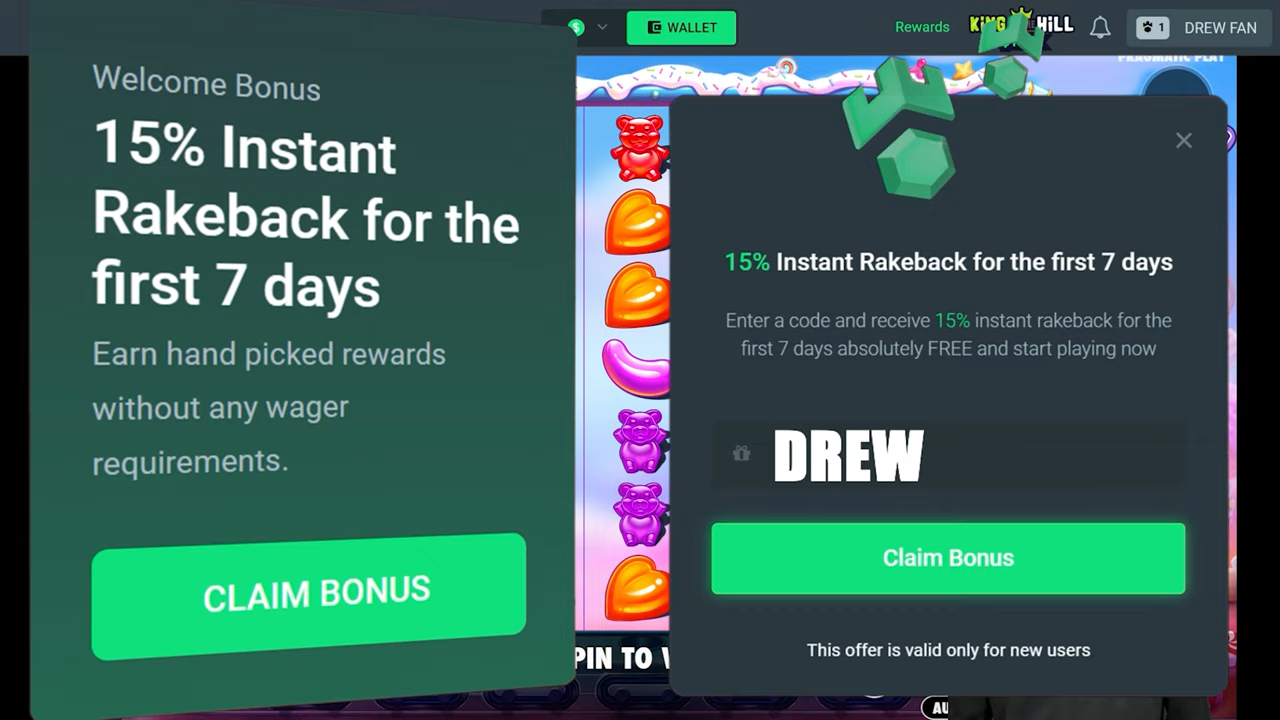 WALLET
Rewards
KING HILL
1
DREW FAN
PRAGMATIC PLAY
Welcome Bonus
15% Instant
Rakeback for the
first 7 days
Earn hand picked rewards
without any wager
requirements.
CLAIM BONUS
15% Instant Rakeback for the first 7 days
Enter a code and receive 15% instant rakeback for the
first 7 days absolutely FREE and start playing now
DREW
Claim Bonus
This offer is valid only for new users
PIN TO
AU